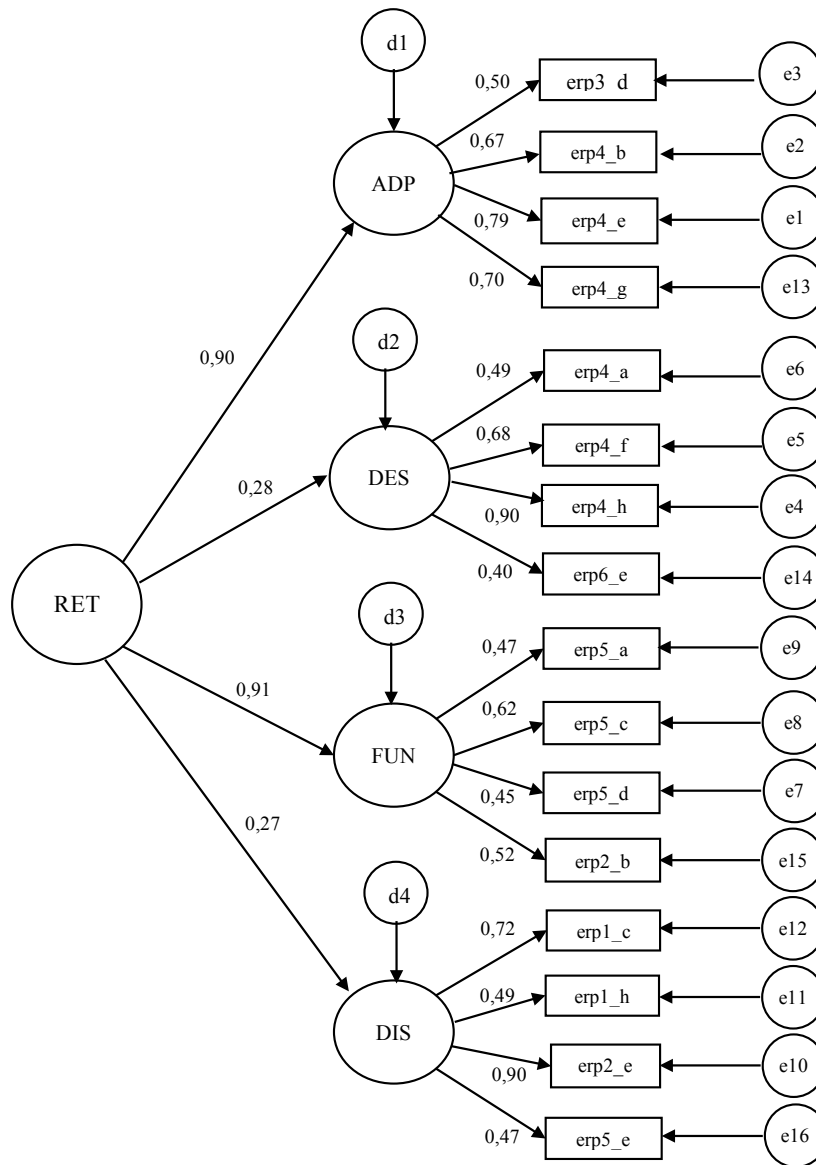 d1
0,50
erp3_d
e3
0,67
erp4_b
e2
ADP
0,79
erp4_e
e1
0,70
erp4_g
e13
0,90
d2
0,49
erp4_a
e6
0,68
erp4_f
e5
DES
0,28
0,90
erp4_h
e4
0,40
erp6_e
e14
RET
d3
0,47
erp5_a
e9
0,91
0,62
erp5_c
e8
FUN
0,45
erp5_d
e7
0,27
0,52
erp2_b
e15
d4
0,72
erp1_c
e12
0,49
erp1_h
e11
DIS
0,90
erp2_e
e10
0,47
erp5_e
e16